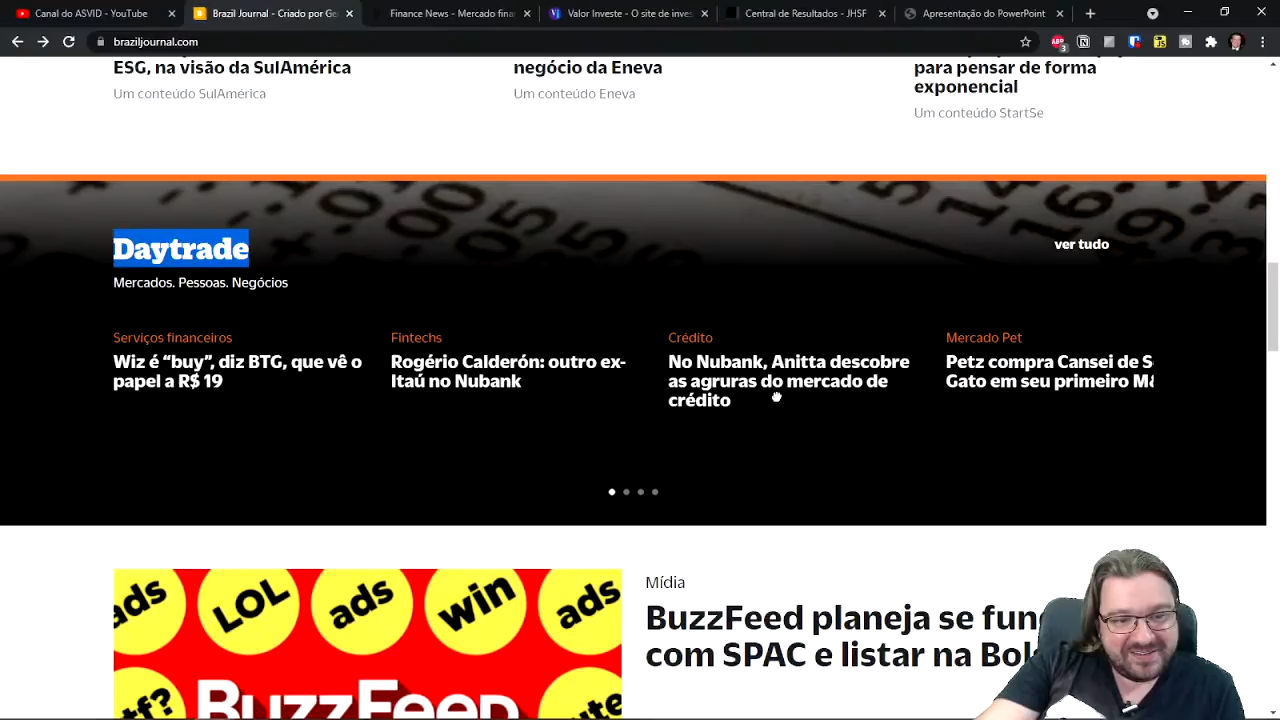 Canal do ASVID - YouTube
Brazil Journal - Criado por Ge
Finance News - Mercado fina
Valor Investe - O site de inves
Central de Resultados - JHSF
Apresentação do PowerPoint
braziljournal.com
ABP
3
ESG, na visão da SulAmérica
Um conteúdo SulAmérica
negócio da Eneva
Um conteúdo Eneva
para pensar de forma
exponencial
Um conteúdo StartSe
Daytrade
ver tudo
Mercados. Pessoas. Negócios
Serviços financeiros
Wiz é “buy”, diz BTG, que vê o
papel a R$ 19
Fintechs
Rogério Calderón: outro ex-
Itaú no Nubank
Crédito
No Nubank, Anitta descobre
as agruras do mercado de
crédito
Mercado Pet
Petz compra Cansei de S
Gato em seu primeiro M&
ads
LOL
ads
win
ads
BuzzFeed
Mídia
BuzzFeed planeja se fun
com SPAC e listar na Bol